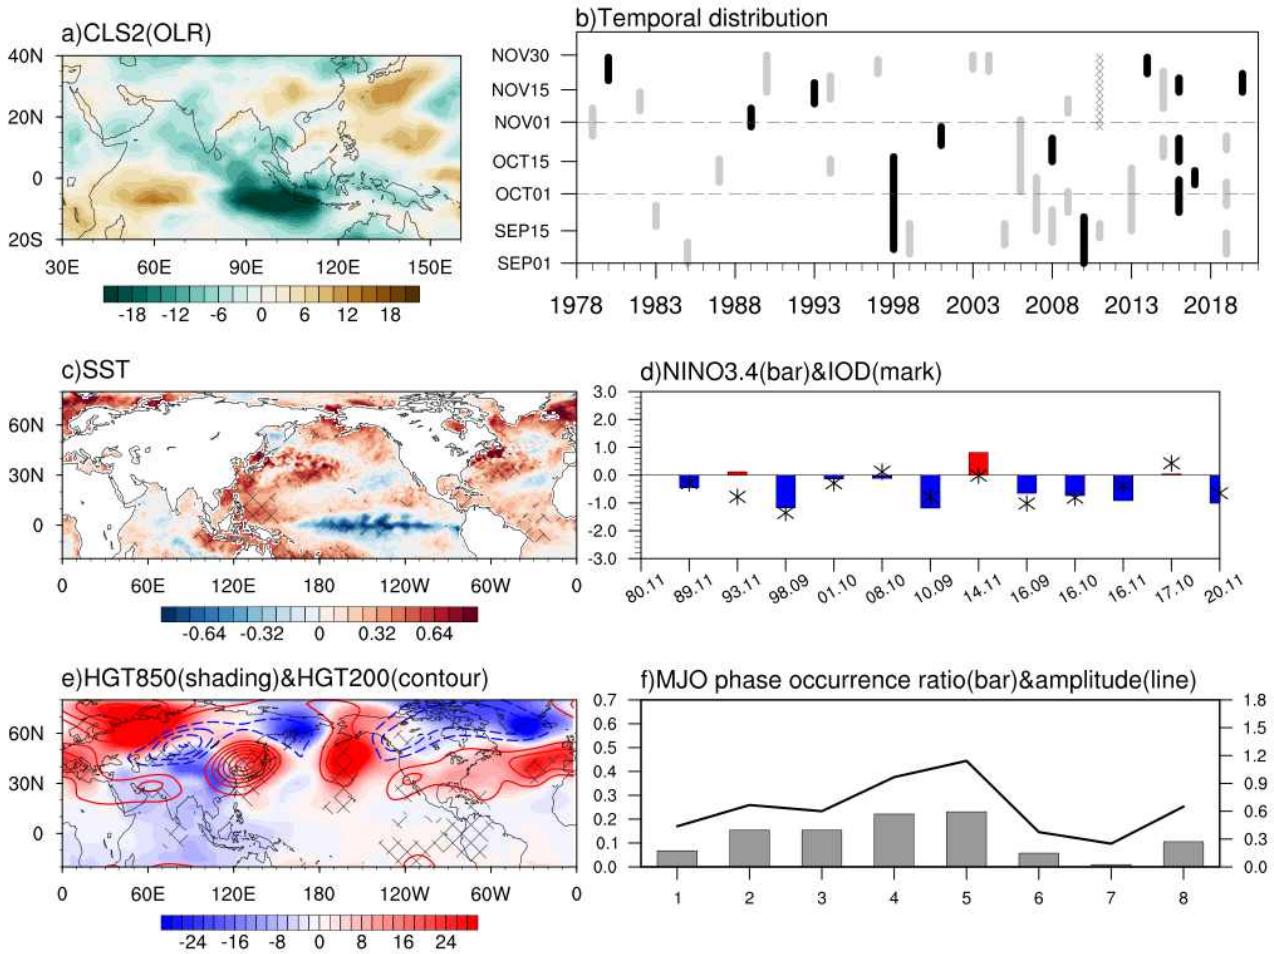 a)CLS2(OLR)
40N
20N
0
20S
30E 60E 90E 120E 150E
-18 -12 -6 0 6 12 18
b)Temporal distribution
NOV30
NOV15
NOV01
OCT15
OCT01
SEP15
SEP01
1978 1983 1988 1993 1998 2003 2008 2013 2018
c)SST
60N
30N
0
0 60E 120E 180 120W 60W 0
-0.64 -0.32 0 0.32 0.64
d)NINO3.4(bar)&IOD(mark)
3.0
2.0
1.0
0.0
-1.0
-2.0
-3.0
80.11 89.11 93.11 98.09 01.10 08.10 10.09 14.11 16.09 16.10 16.11 17.10 20.11
e)HGT850(shading)&HGT200(contour)
60N
30N
0
0 60E 120E 180 120W 60W 0
-24 -16 -8 0 8 16 24
f)MJO phase occurrence ratio(bar)&amplitude(line)
0.7 1.8
0.6 1.5
0.5 1.2
0.4
0.3 0.9
0.2 0.6
0.1 0.3
0.0 0.0
1 2 3 4 5 6 7 8